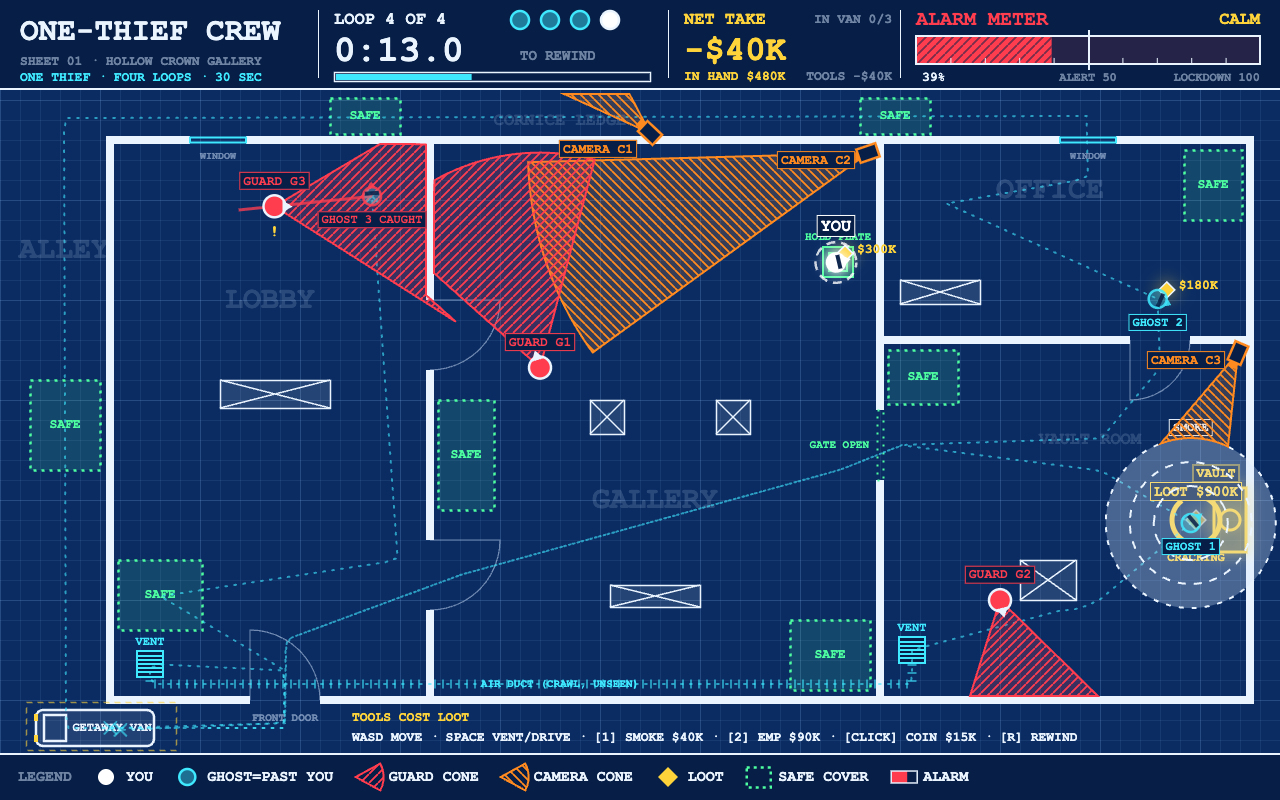 ONE-THIEF CREW
SHEET 01 · HOLLOW CROWN GALLERY
ONE THIEF · FOUR LOOPS · 30 SEC
LOOP 4 OF 4
0:13.0
TO REWIND
NET TAKE
IN VAN 0/3
-$40K
IN HAND $480K
TOOLS -$40K
ALARM METER
CALM
39%
ALERT 50
LOCKDOWN 100
SAFE
CORNICE LEDGE
SAFE
WINDOW
CAMERA C1
CAMERA C2
WINDOW
GUARD G3
SAFE
OFFICE
GHOST 3 CAUGHT
YOU
!
HOLD PLATE
$300K
ALLEY
$180K
LOBBY
GHOST 2
GUARD G1
CAMERA C3
SAFE
SAFE
SMOKE
VAULT ROOM
GATE OPEN
SAFE
VAULT
LOOT $900K
GALLERY
GHOST 1
CRACKING
GUARD G2
SAFE
VENT
VENT
SAFE
AIR DUCT (CRAWL, UNSEEN)
FRONT DOOR
GETAWAY VAN
TOOLS COST LOOT
WASD MOVE · SPACE VENT/DRIVE · [1] SMOKE $40K · [2] EMP $90K · [CLICK] COIN $15K · [R] REWIND
LEGEND
YOU
GHOST=PAST YOU
GUARD CONE
CAMERA CONE
LOOT
SAFE COVER
ALARM